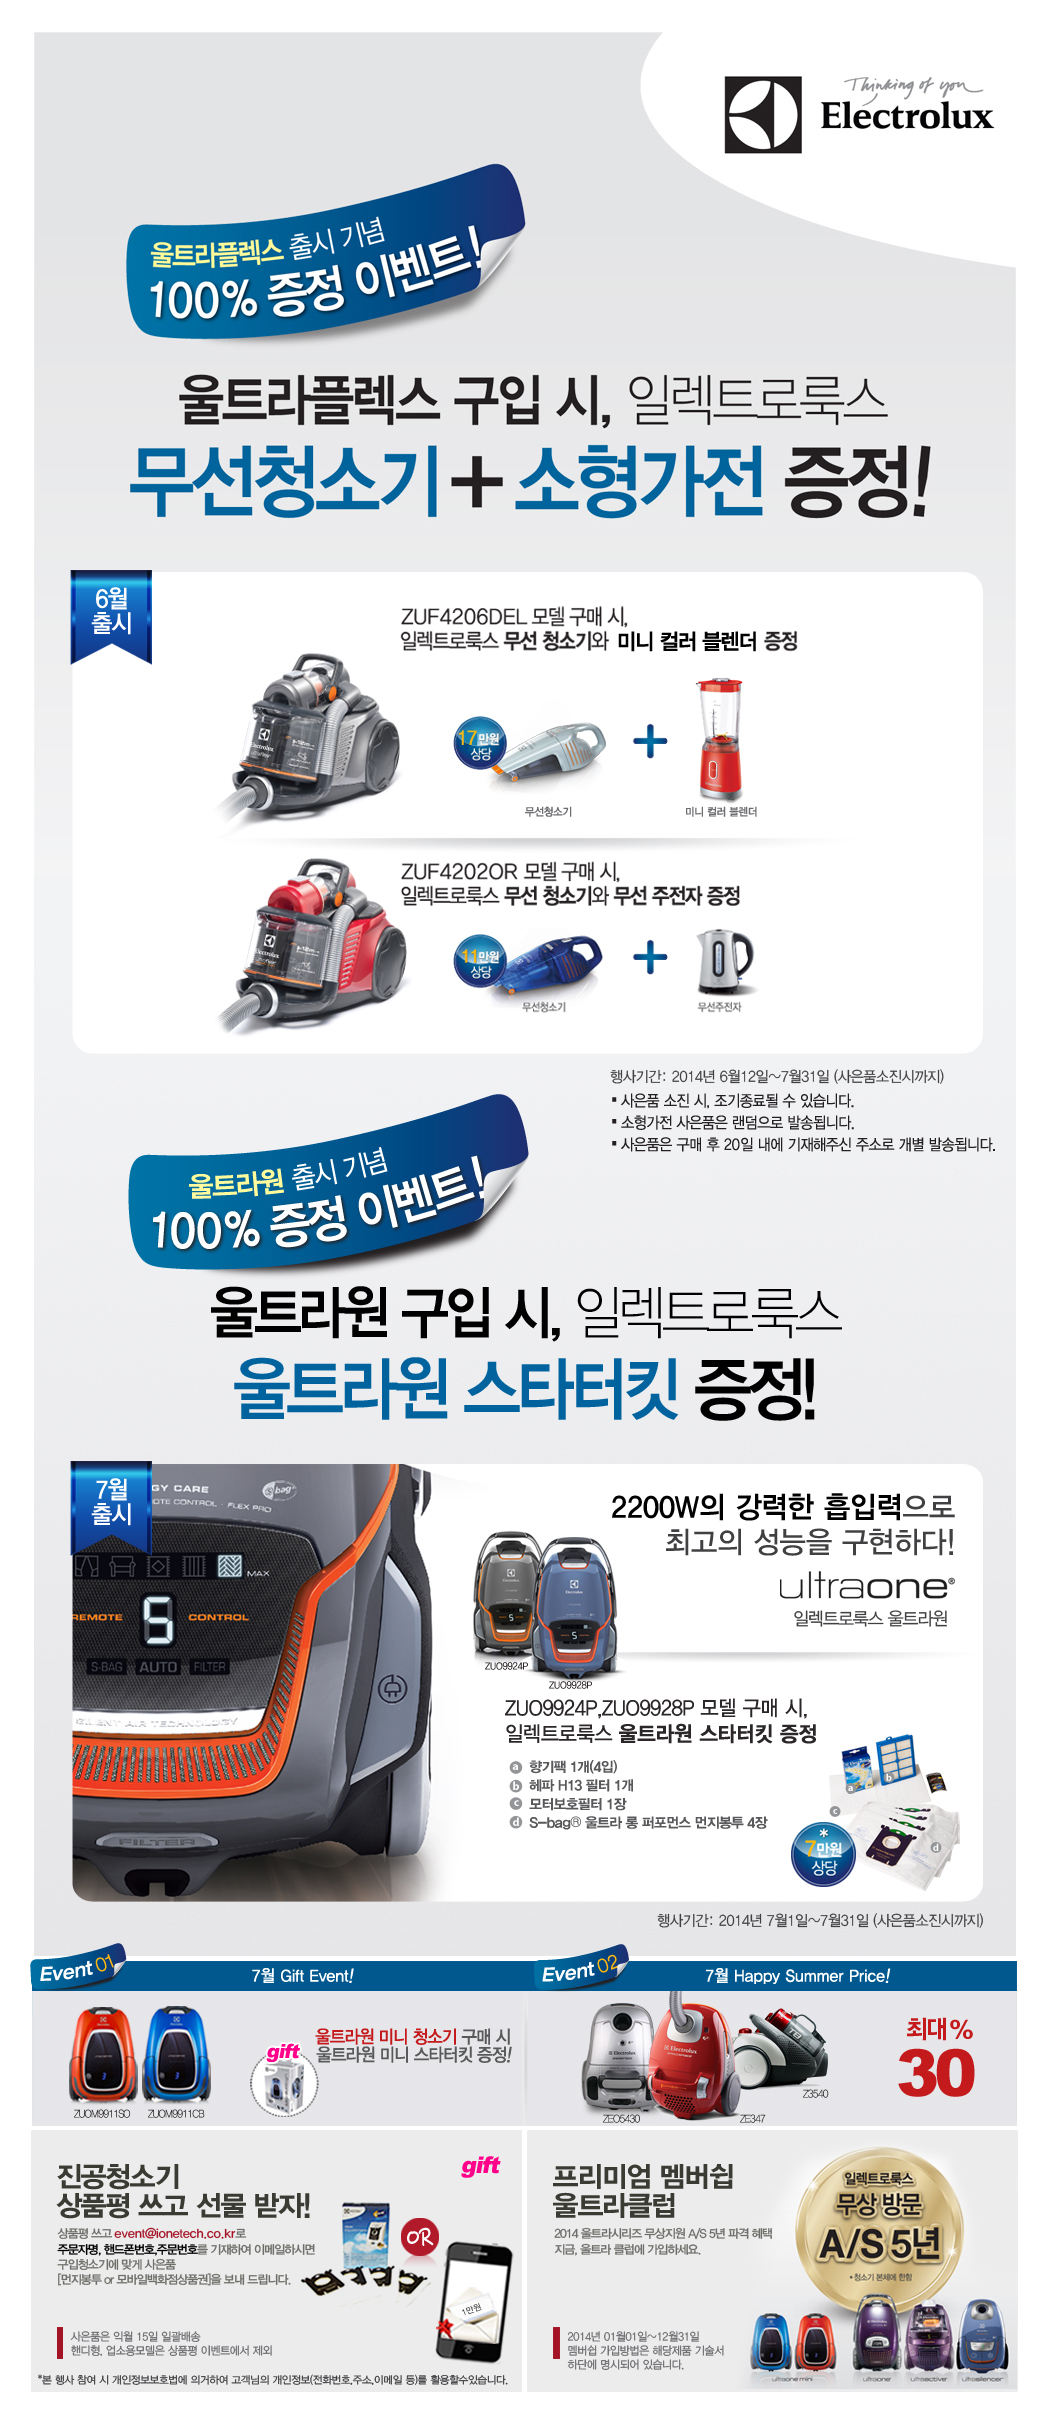 Thinking of you
Electrolux
울트라플렉스 출시 기념
100% 증정 이벤트!
울트라플렉스 구입 시, 일렉트로룩스
무선청소기 + 소형가전 증정!
6월
출시
ZUF4206DEL 모델 구매 시,
일렉트로룩스 무선 청소기와 미니 컬러 블렌더 증정
17만원
상당
+
무선청소기
미니 컬러 블렌더
ZUF4202OR 모델 구매 시,
일렉트로룩스 무선 청소기와 무선 주전자 증정
11만원
상당
+
무선청소기
무선주전자
행사기간: 2014년 6월12일~7월31일 (사은품소진시까지)
▪ 사은품 소진 시, 조기종료될 수 있습니다.
▪ 소형가전 사은품은 랜덤으로 발송됩니다.
▪ 사은품은 구매 후 20일 내에 기재해주신 주소로 개별 발송됩니다.
울트라원 출시 기념
100% 증정 이벤트!
울트라원 구입 시, 일렉트로룩스
울트라원 스타터킷 증정!
7월
출시
GY CARE
s-bag
OTE CONTROL · FLEX PRO
MAX
REMOTE
5
CONTROL
S-BAG AUTO FILTER
SILENT AIR TECHNOLOGY
FILTER
2200W의 강력한 흡입력으로
최고의 성능을 구현하다!
ultraone®
일렉트로룩스 울트라원
ZUO9924P
ZUO9928P
ZUO9924P,ZUO9928P 모델 구매 시,
일렉트로룩스 울트라원 스타터킷 증정
a 향기팩 1개(4입)
b 헤파 H13 필터 1개
c 모터보호필터 1장
d S-bag® 울트라 롱 퍼포먼스 먼지봉투 4장
a
b
c
d
*
7만원
상당
행사기간: 2014년 7월1일~7월31일 (사은품소진시까지)
Event 01
7월 Gift Event!
울트라원 미니 청소기 구매 시
울트라원 미니 스타터킷 증정!
gift
ZUOM9911SO
ZUOM9911CB
Event 02
7월 Happy Summer Price!
최대%
30
ZEO5430
ZE347
Z3540
진공청소기
상품평 쓰고 선물 받자!
gift
상품평 쓰고 event@ionetech.co.kr로
주문자명, 핸드폰번호,주문번호를 기재하여 이메일하시면
구입청소기에 맞게 사은품
[먼지봉투 or 모바일백화점상품권]을 보내 드립니다.
OR
1만원
사은품은 익월 15일 일괄배송
핸디형, 업소용모델은 상품평 이벤트에서 제외
*본 행사 참여 시 개인정보보호법에 의거하여 고객님의 개인정보(전화번호,주소,이메일 등)를 활용할수있습니다.
프리미엄 멤버쉽
울트라클럽
2014 울트라시리즈 무상지원 A/S 5년 파격 혜택
지금, 울트라 클럽에 가입하세요.
일렉트로룩스
무상 방문
A/S 5년
*청소기 본체에 한함
2014년 01월01일~12월31일
멤버쉽 가입방법은 해당제품 기술서
하단에 명시되어 있습니다.
ultraone mini
ultraone
ultractive
ultrasilencer